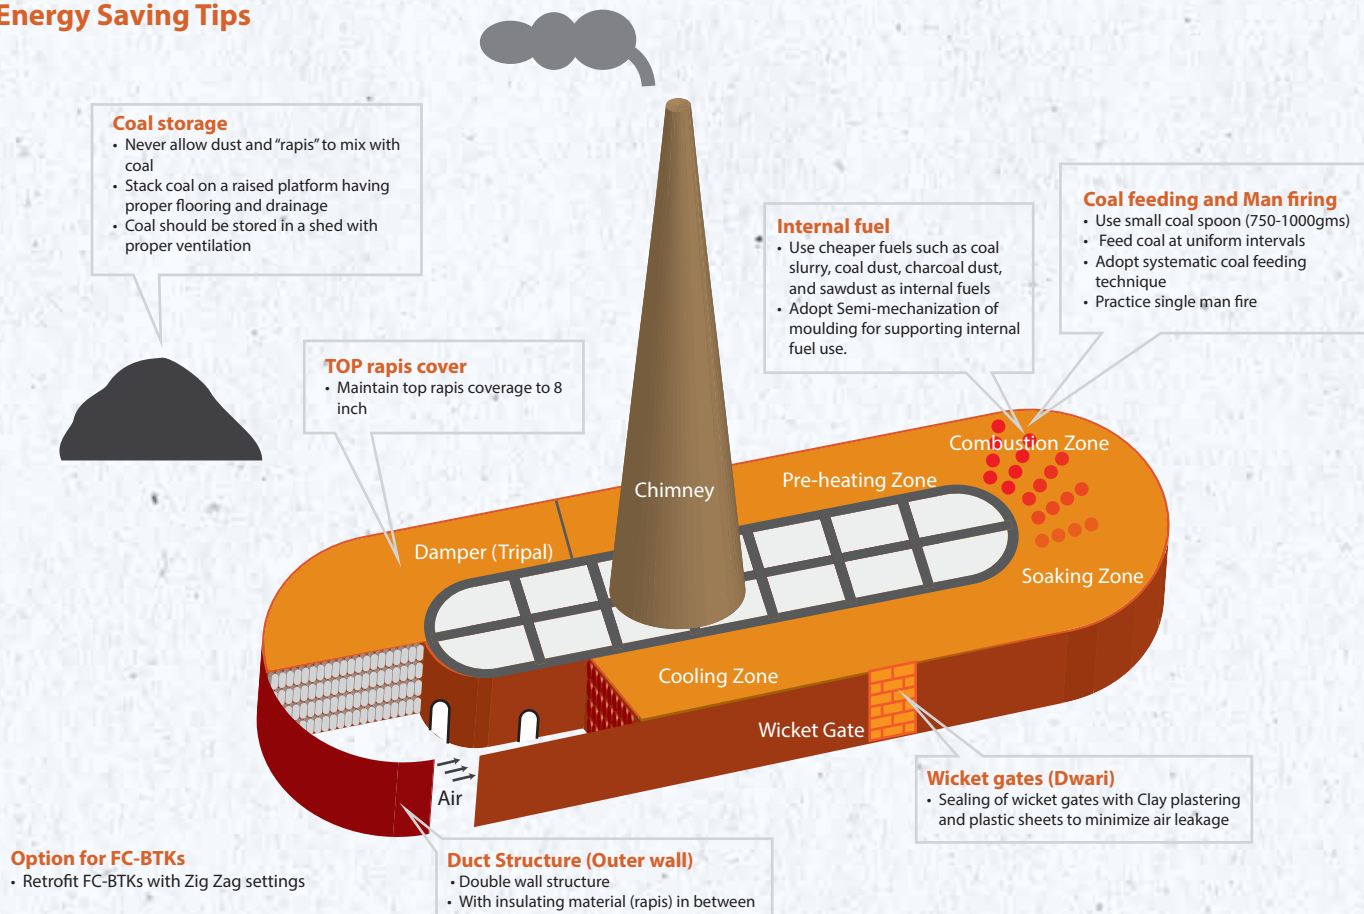 Energy Saving Tips
Coal storage
• Never allow dust and “rapis” to mix with
coal
• Stack coal on a raised platform having
proper flooring and drainage
• Coal should be stored in a shed with
proper ventilation
TOP rapis cover
• Maintain top rapis coverage to 8
inch
Internal fuel
• Use cheaper fuels such as coal
slurry, coal dust, charcoal dust,
and sawdust as internal fuels
• Adopt Semi-mechanization of
moulding for supporting internal
fuel use.
Coal feeding and Man firing
• Use small coal spoon (750-1000gms)
• Feed coal at uniform intervals
• Adopt systematic coal feeding
technique
• Practice single man fire
Combustion Zone
Pre-heating Zone
Chimney
Damper (Tripal)
Soaking Zone
Cooling Zone
Wicket Gate
Air
Wicket gates (Dwari)
• Sealing of wicket gates with Clay plastering
and plastic sheets to minimize air leakage
Option for FC-BTKs
• Retrofit FC-BTKs with Zig Zag settings
Duct Structure (Outer wall)
• Double wall structure
• With insulating material (rapis) in between